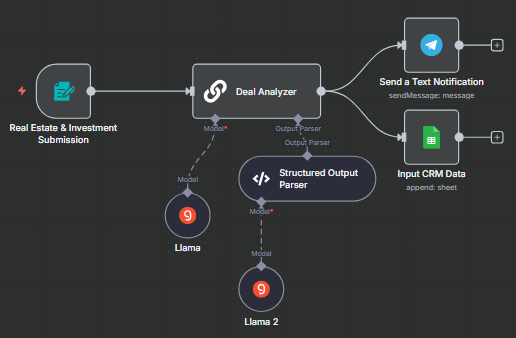 Real Estate & Investment
Submission
Deal Analyzer
Model*
Output Parser
Output Parser
Structured Output
Parser
Model*
Model
Llama
Model
Llama 2
Send a Text Notification
sendMessage: message
Input CRM Data
append: sheet